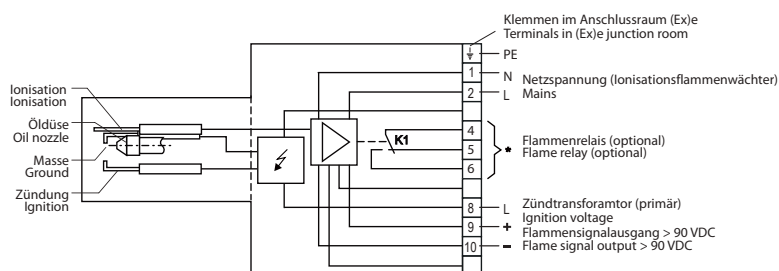 Klemmen im Anschlussraum (Ex)e
Terminals in (Ex)e junction room
PE
1
N
Netzspannung (Ionisationsflammenwächter)
2
L
Mains
Ionisation
Ionisation
Öldüse
Oil nozzle
Masse
Ground
Zündung
Ignition
K1
4
5
6
*
Flammenrelais (optional)
Flame relay (optional)
8
L
Zündtransforamtor (primär)
Ignition voltage
9
+
Flammensignalausgang > 90 VDC
10
–
Flame signal output > 90 VDC